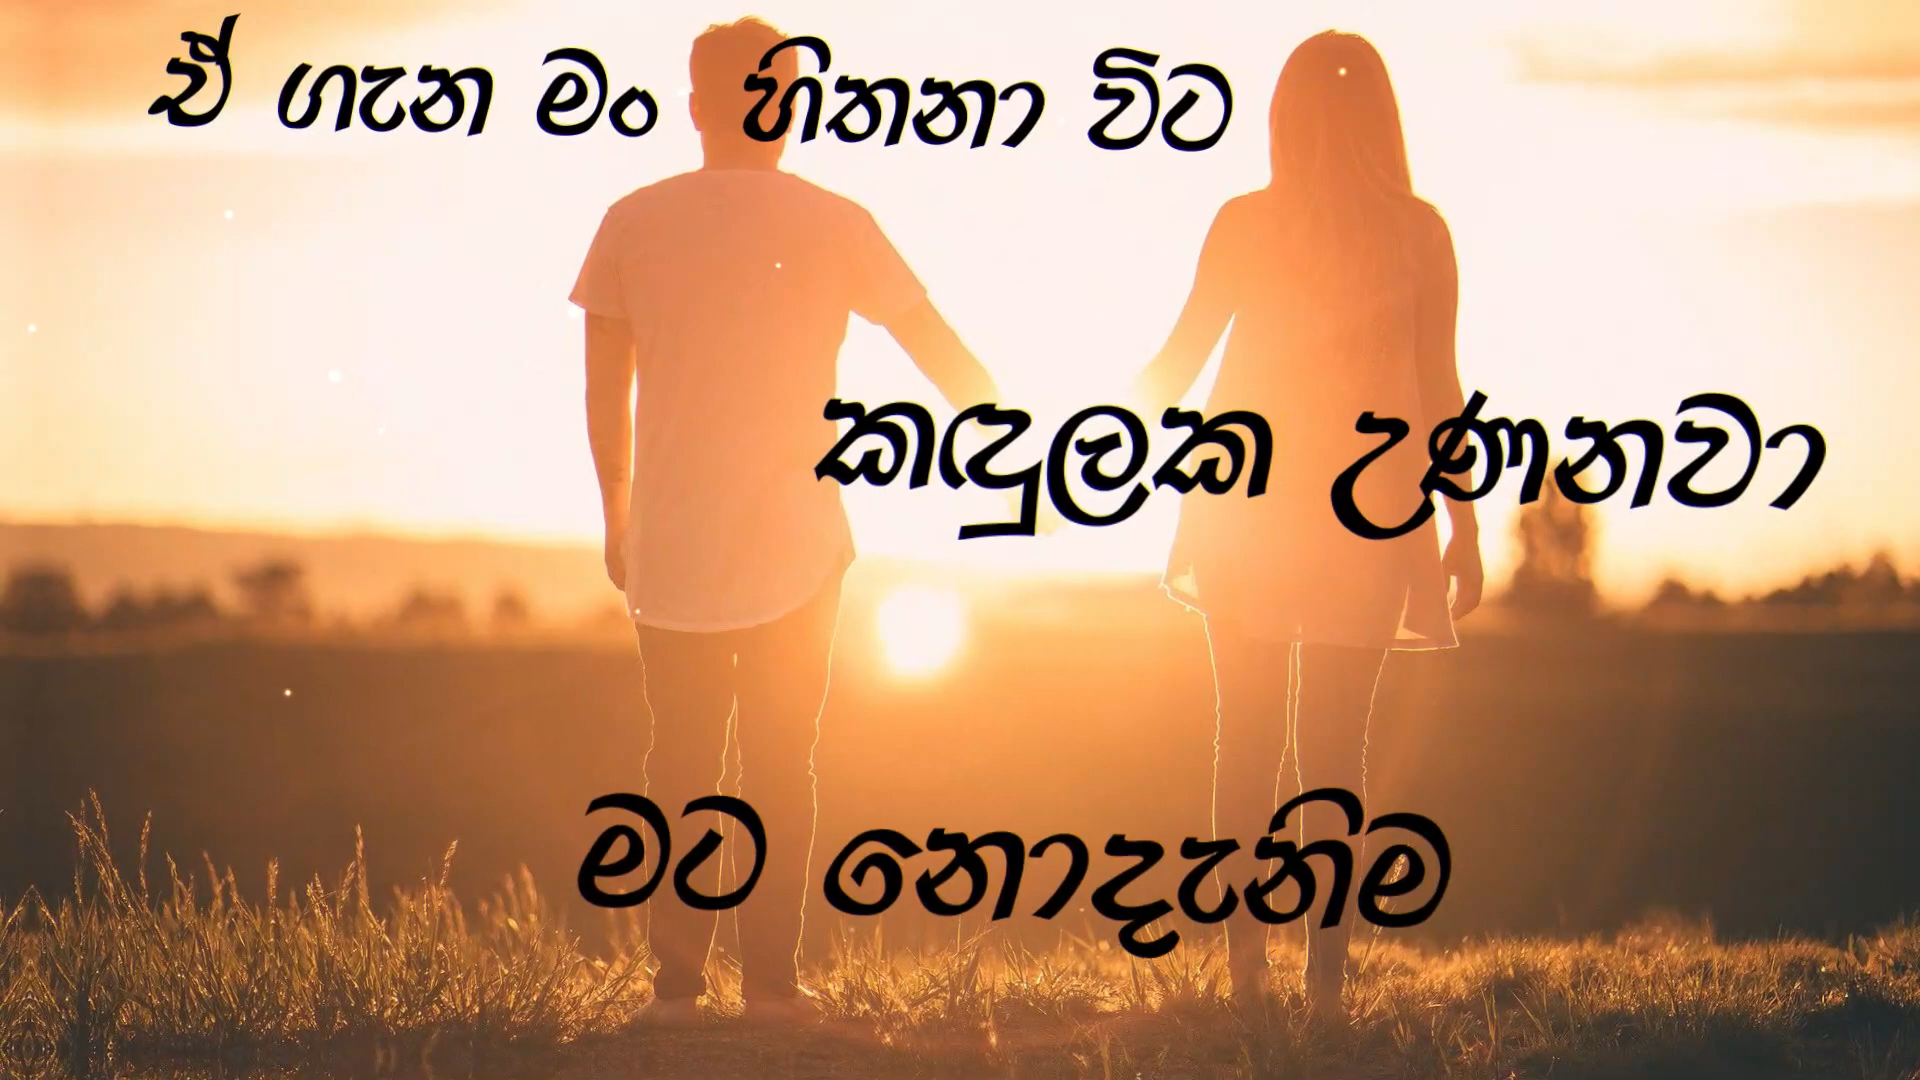 ඒ ගැන මං හිතනා විට
කඳුලක උණනවා
මට නොදැනිම